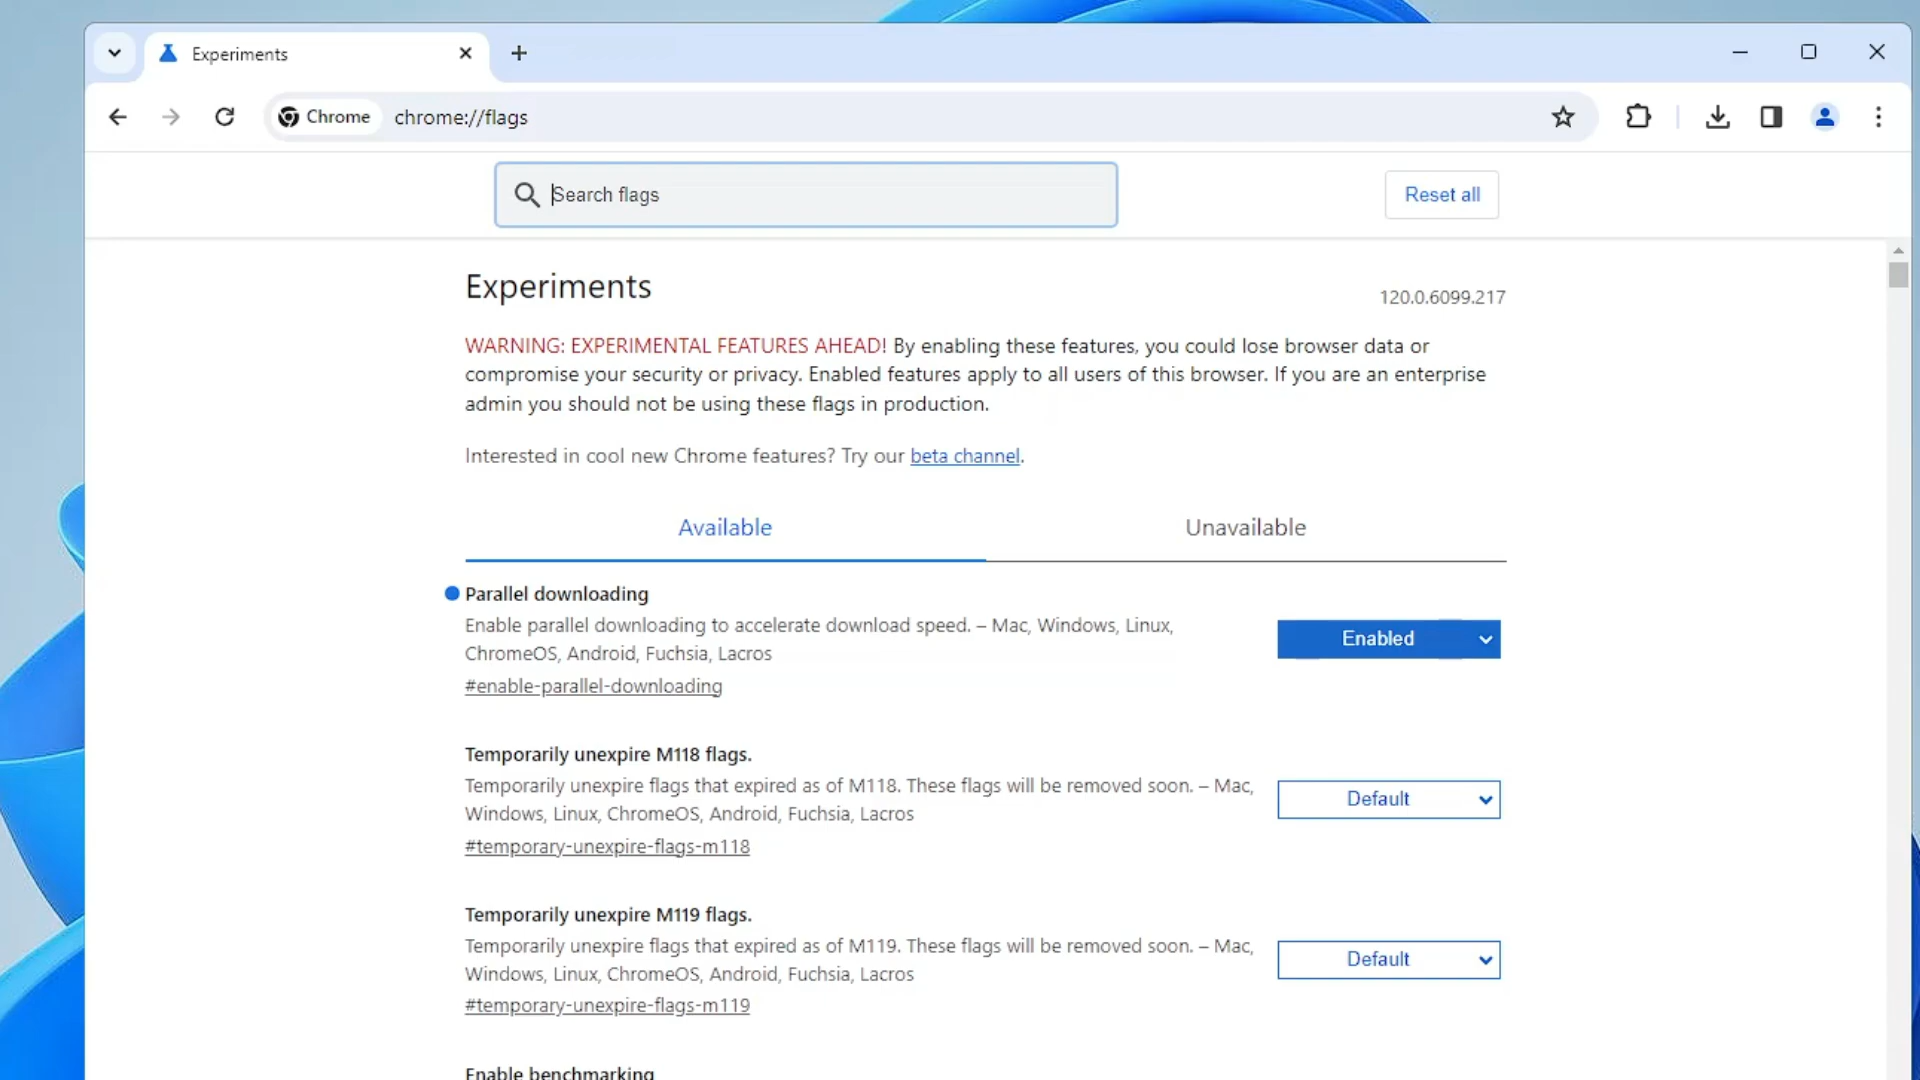 Experiments
Chrome chrome://flags
Search flags
Reset all
Experiments
120.0.6099.217
WARNING: EXPERIMENTAL FEATURES AHEAD! By enabling these features, you could lose browser data or
compromise your security or privacy. Enabled features apply to all users of this browser. If you are an enterprise
admin you should not be using these flags in production.
Interested in cool new Chrome features? Try our beta channel.
Available
Unavailable
Parallel downloading
Enable parallel downloading to accelerate download speed. – Mac, Windows, Linux,
ChromeOS, Android, Fuchsia, Lacros
#enable-parallel-downloading
Enabled
Temporarily unexpire M118 flags.
Temporarily unexpire flags that expired as of M118. These flags will be removed soon. – Mac,
Windows, Linux, ChromeOS, Android, Fuchsia, Lacros
#temporary-unexpire-flags-m118
Default
Temporarily unexpire M119 flags.
Temporarily unexpire flags that expired as of M119. These flags will be removed soon. – Mac,
Windows, Linux, ChromeOS, Android, Fuchsia, Lacros
#temporary-unexpire-flags-m119
Default
Enable benchmarking